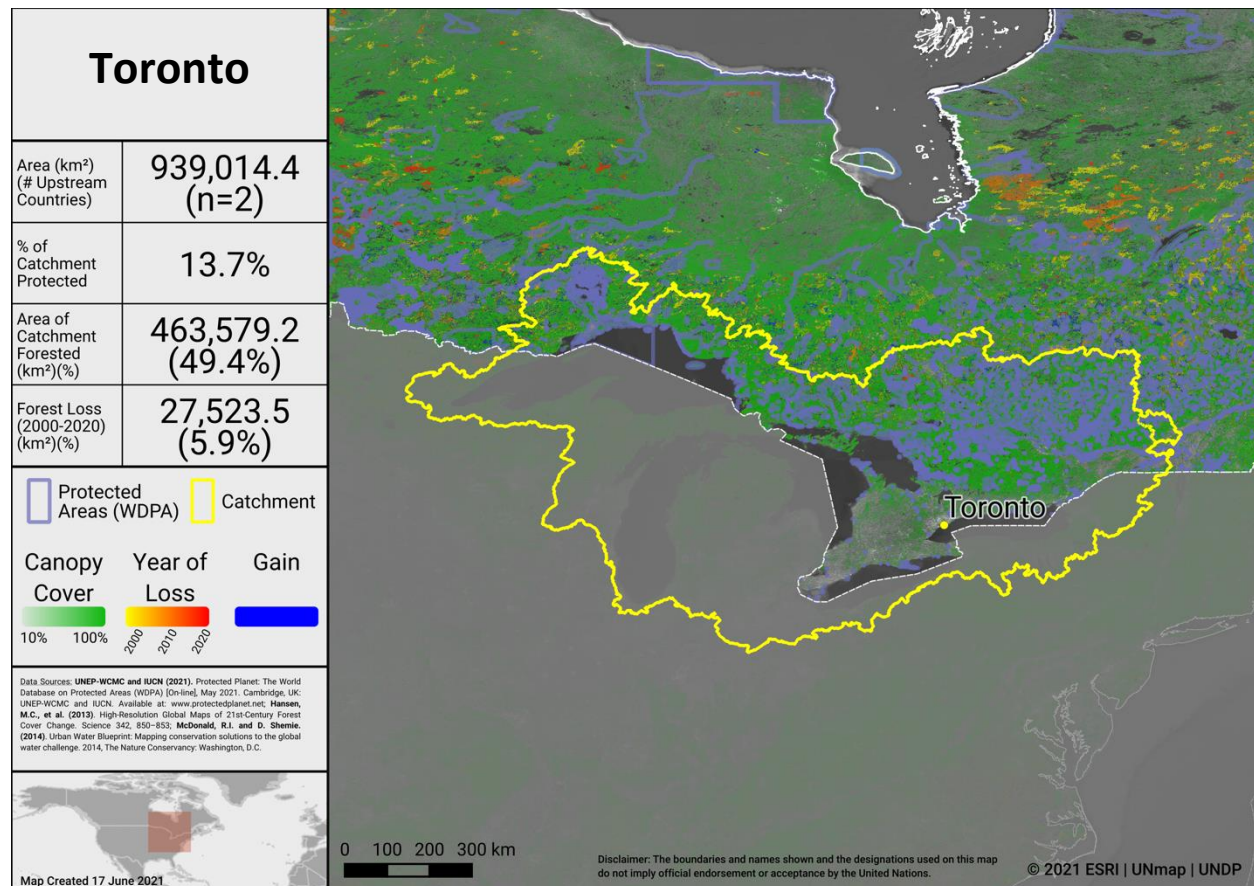 Toronto
Area (km²)
(# Upstream
Countries)
939,014.4
(n=2)
% of
Catchment
Protected
13.7%
Area of
Catchment
Forested
(km²)(%)
463,579.2
(49.4%)
Forest Loss
(2000-2020)
(km²)(%)
27,523.5
(5.9%)
Protected
Areas (WDPA)
Catchment
Canopy
Cover
10% 100%
Year of
Loss
2000 2010 2020
Gain
Data Sources: UNEP-WCMC and IUCN (2021). Protected Planet: The World
Database on Protected Areas (WDPA) [On-line], May 2021. Cambridge, UK:
UNEP-WCMC and IUCN. Available at: www.protectedplanet.net; Hansen,
M.C., et al. (2013). High-Resolution Global Maps of 21st-Century Forest
Cover Change. Science 342, 850–853; McDonald, R.I. and D. Shemie.
(2014). Urban Water Blueprint: Mapping conservation solutions to the global
water challenge. 2014, The Nature Conservancy: Washington, D.C.
Map Created 17 June 2021
Toronto
0 100 200 300 km
Disclaimer: The boundaries and names shown and the designations used on this map
do not imply official endorsement or acceptance by the United Nations.
© 2021 ESRI | UNmap | UNDP